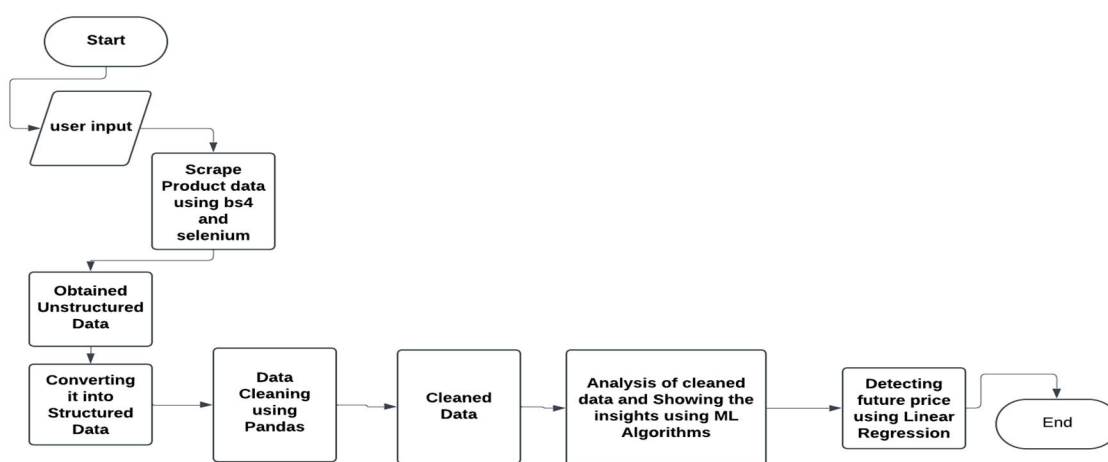 Start
user input
Scrape
Product data
using bs4
and
selenium
Obtained
Unstructured
Data
Converting
it into
Structured
Data
Data
Cleaning
using
Pandas
Cleaned
Data
Analysis of cleaned
data and Showing the
insights using ML
Algorithms
Detecting
future price
using Linear
Regression
End